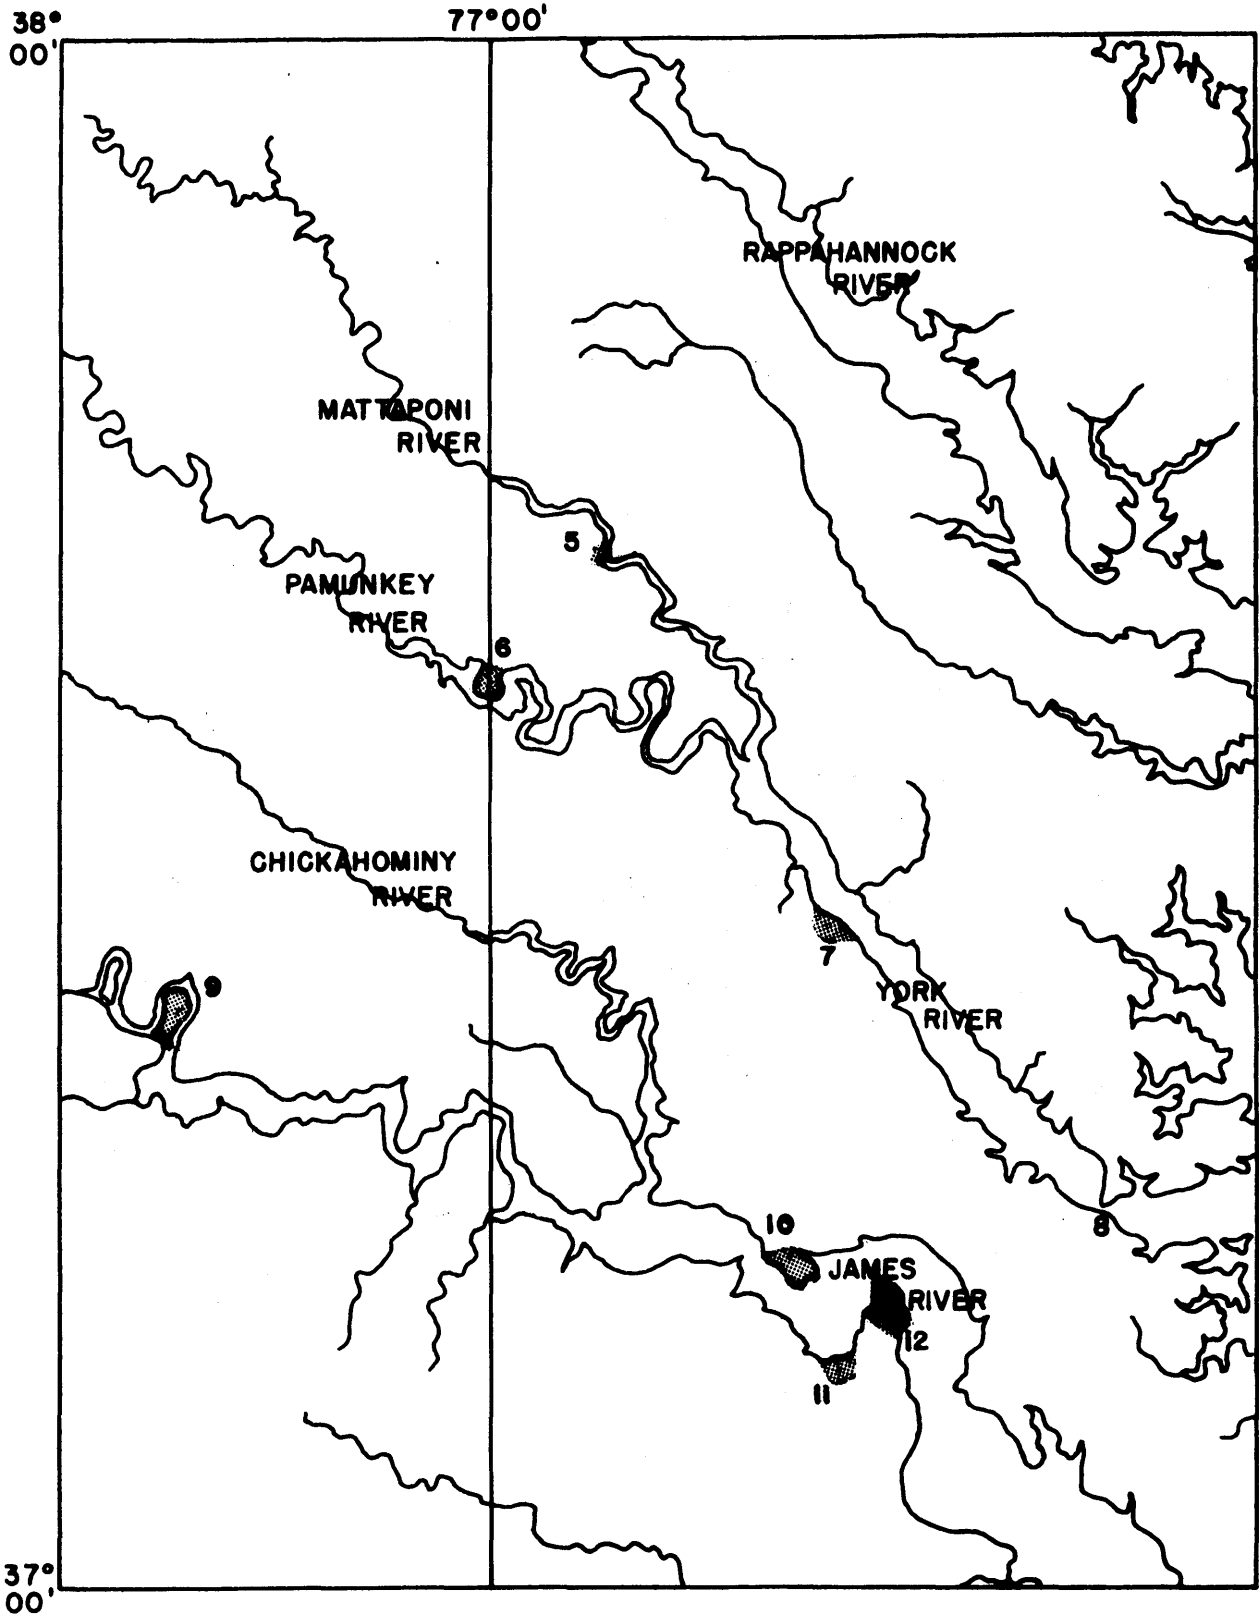 38°
00'
77°00'
RAPPAHANNOCK
RIVER
MATTAPONI
RIVER
5
PAMUNKEY
RIVER
6
CHICKAHOMINY
RIVER
7
9
YORK
RIVER
8
10
JAMES
RIVER
12
11
37°
00'